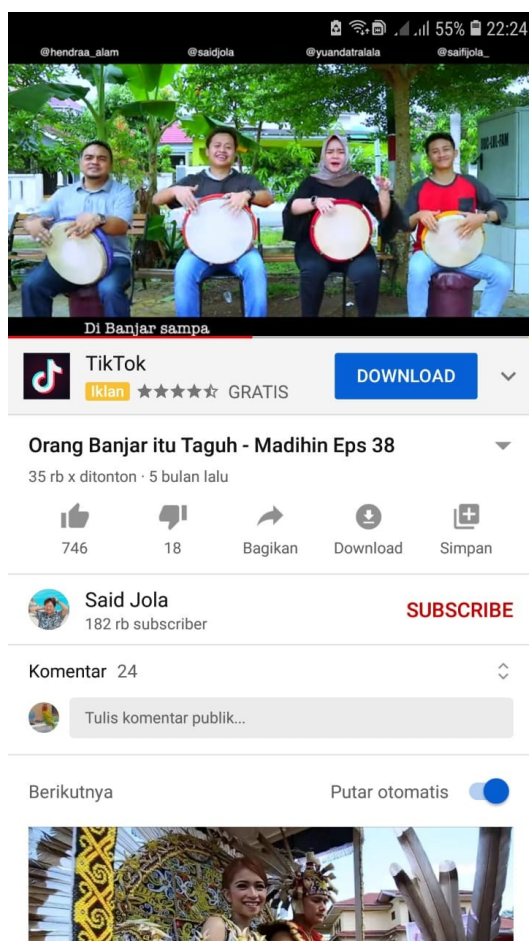 55% 22:24
@hendraa_alam @saidjola @yuandatralala @saifijola_
Di Banjar sampa
TikTok
Iklan GRATIS
DOWNLOAD
Orang Banjar itu Taguh - Madihin Eps 38
35 rb x ditonton · 5 bulan lalu
746 18 Bagikan Download Simpan
Said Jola
182 rb subscriber
SUBSCRIBE
Komentar 24
Tulis komentar publik...
Berikutnya Putar otomatis